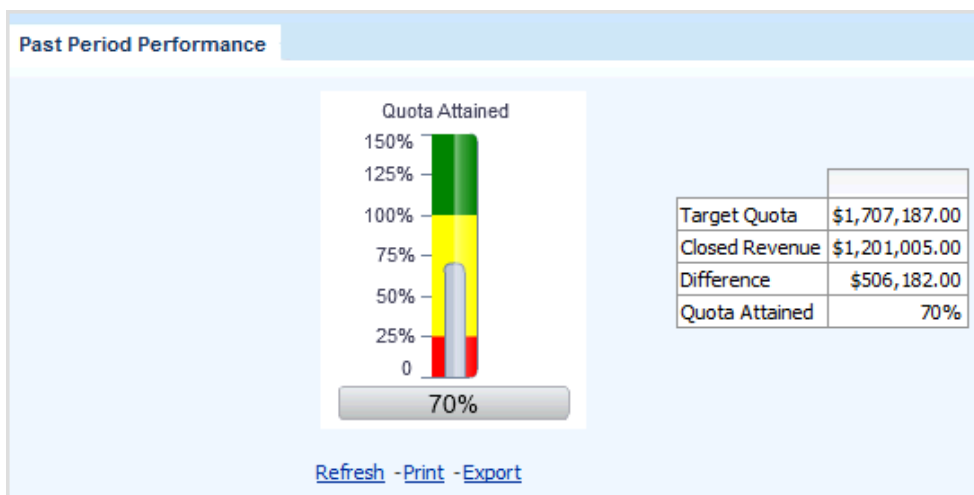 Past Period Performance
Quota Attained
150%
125%
100%
75%
50%
25%
0
70%
Target Quota $1,707,187.00
Closed Revenue $1,201,005.00
Difference $506,182.00
Quota Attained 70%
Refresh -Print -Export